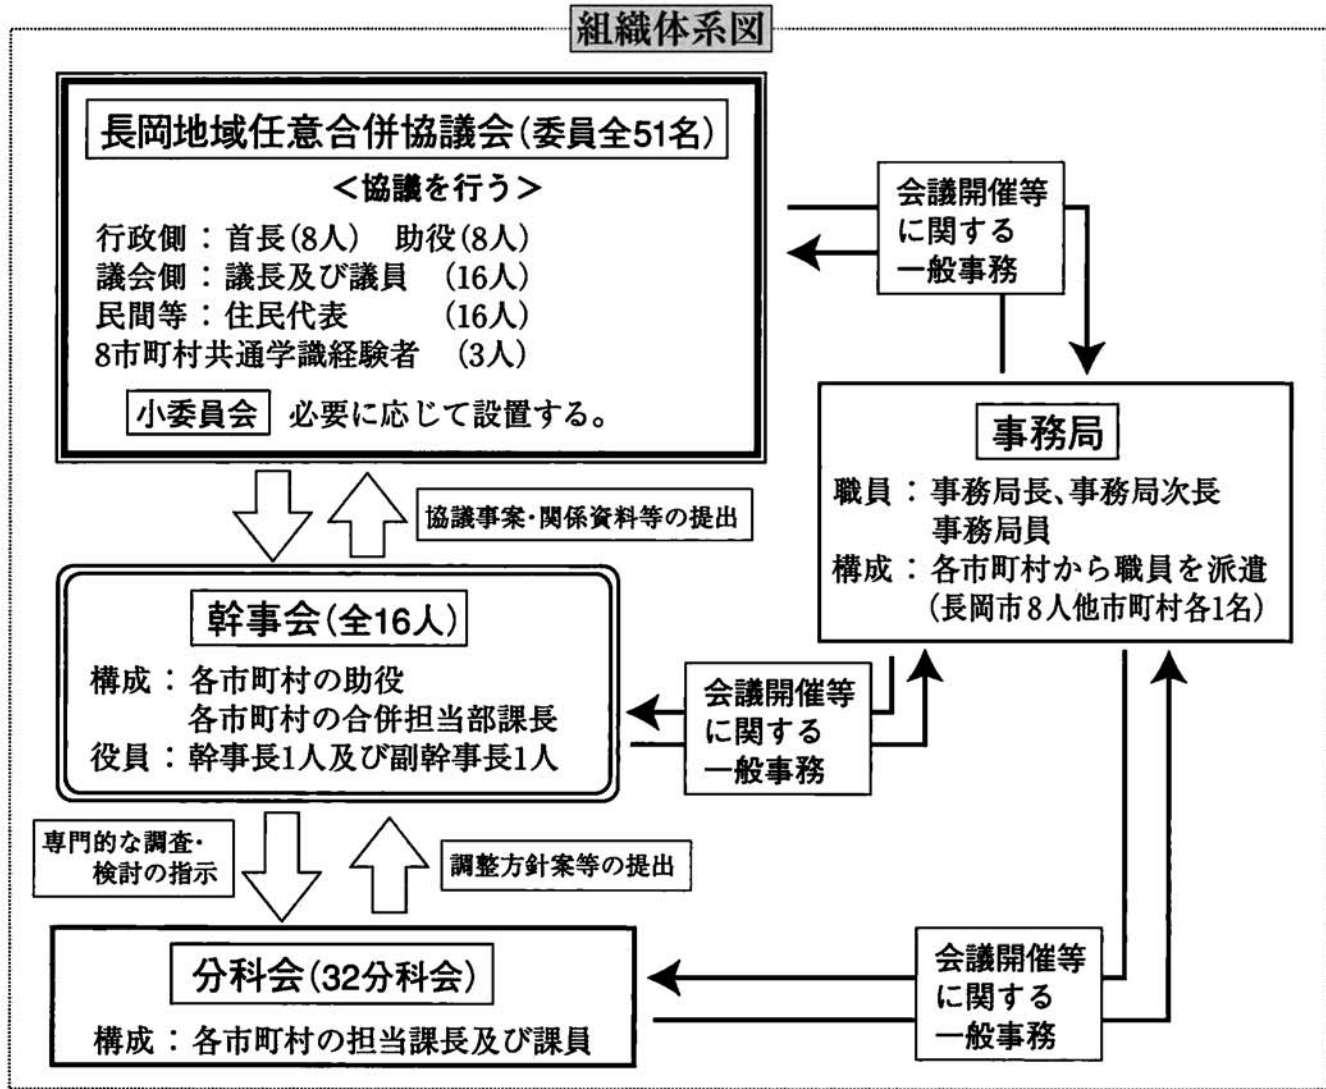 組織体系図
長岡地域任意合併協議会(委員全51名)
<協議を行う>
行政側：首長(8人)　助役(8人)
議会側：議長及び議員　(16人)
民間等：住民代表　(16人)
8市町村共通学識経験者　(3人)
小委員会　必要に応じて設置する。
会議開催等
に関する
一般事務
事務局
職員：事務局長、事務局次長
事務局員
構成：各市町村から職員を派遣
(長岡市8人他市町村各1名)
協議事案・関係資料等の提出
幹事会(全16人)
構成：各市町村の助役
各市町村の合併担当部課長
役員：幹事長1人及び副幹事長1人
会議開催等
に関する
一般事務
専門的な調査・
検討の指示
調整方針案等の提出
分科会(32分科会)
構成：各市町村の担当課長及び課員
会議開催等
に関する
一般事務